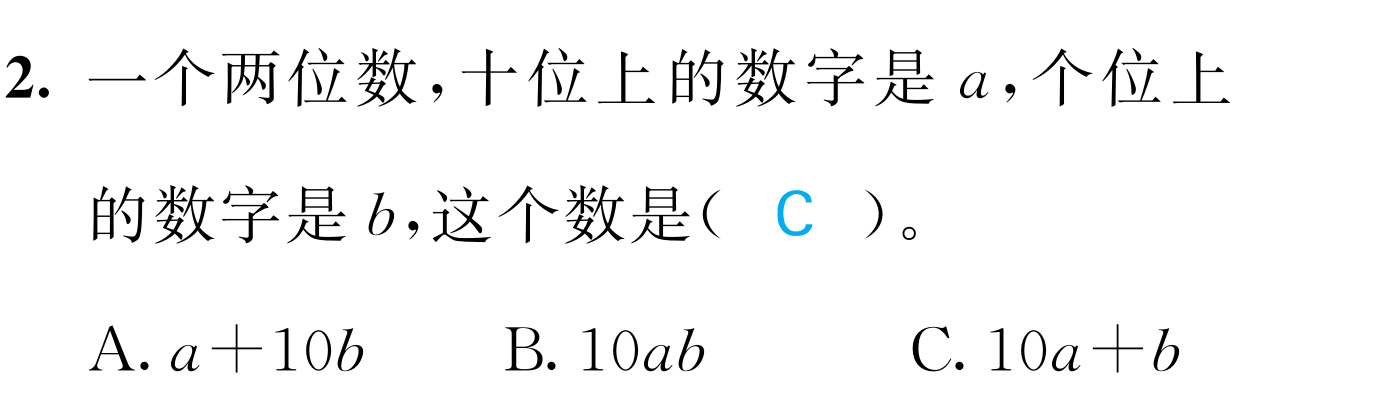 2. 一个两位数,十位上的数字是 a,个位上
的数字是 b,这个数是( C )。
A. a+10b B. 10ab C. 10a+b